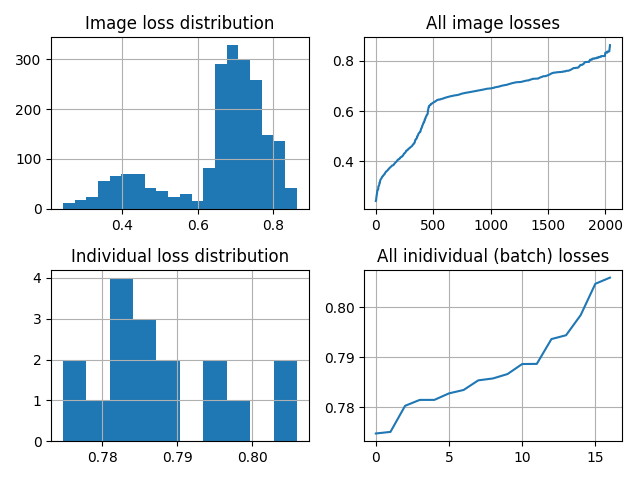 Image loss distribution
300
200
100
0
0.4 0.6 0.8
All image losses
0.8
0.6
0.4
0 500 1000 1500 2000
Individual loss distribution
4
3
2
1
0
0.78 0.79 0.80
All inidividual (batch) losses
0.80
0.79
0.78
0 5 10 15